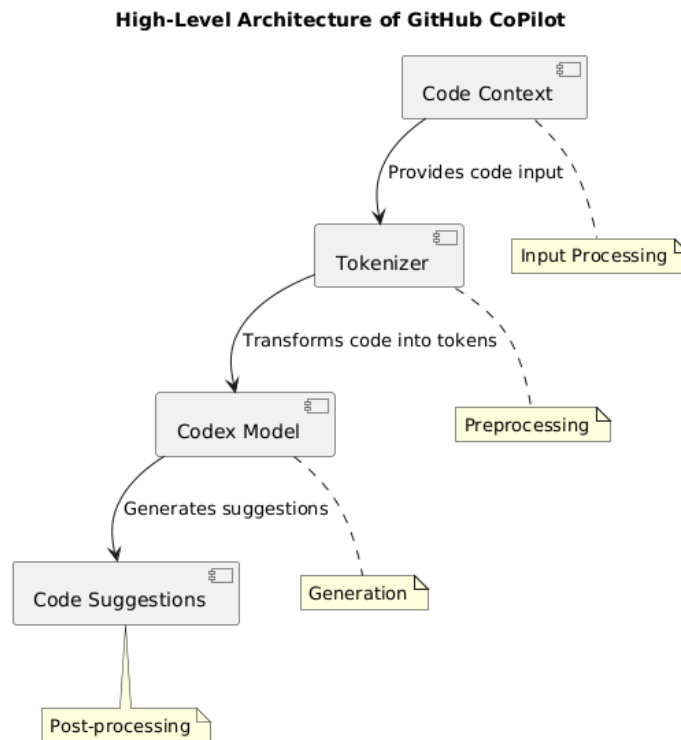 High-Level Architecture of GitHub CoPilot
Code Context
Provides code input
Tokenizer
Input Processing
Transforms code into tokens
Codex Model
Preprocessing
Generates suggestions
Code Suggestions
Generation
Post-processing